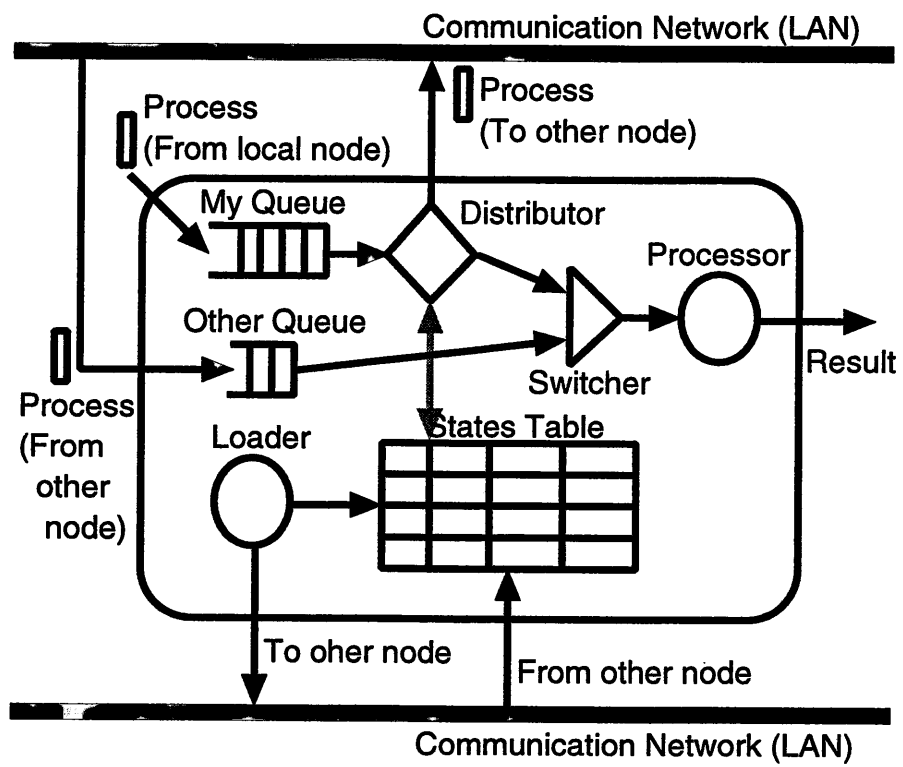 Communication Network (LAN)
Process
(From local node)
Process
(To other node)
My Queue
Distributor
Processor
Other Queue
Switcher
Result
Process
(From
other
node)
Loader
States Table
To oher node
From other node
Communication Network (LAN)